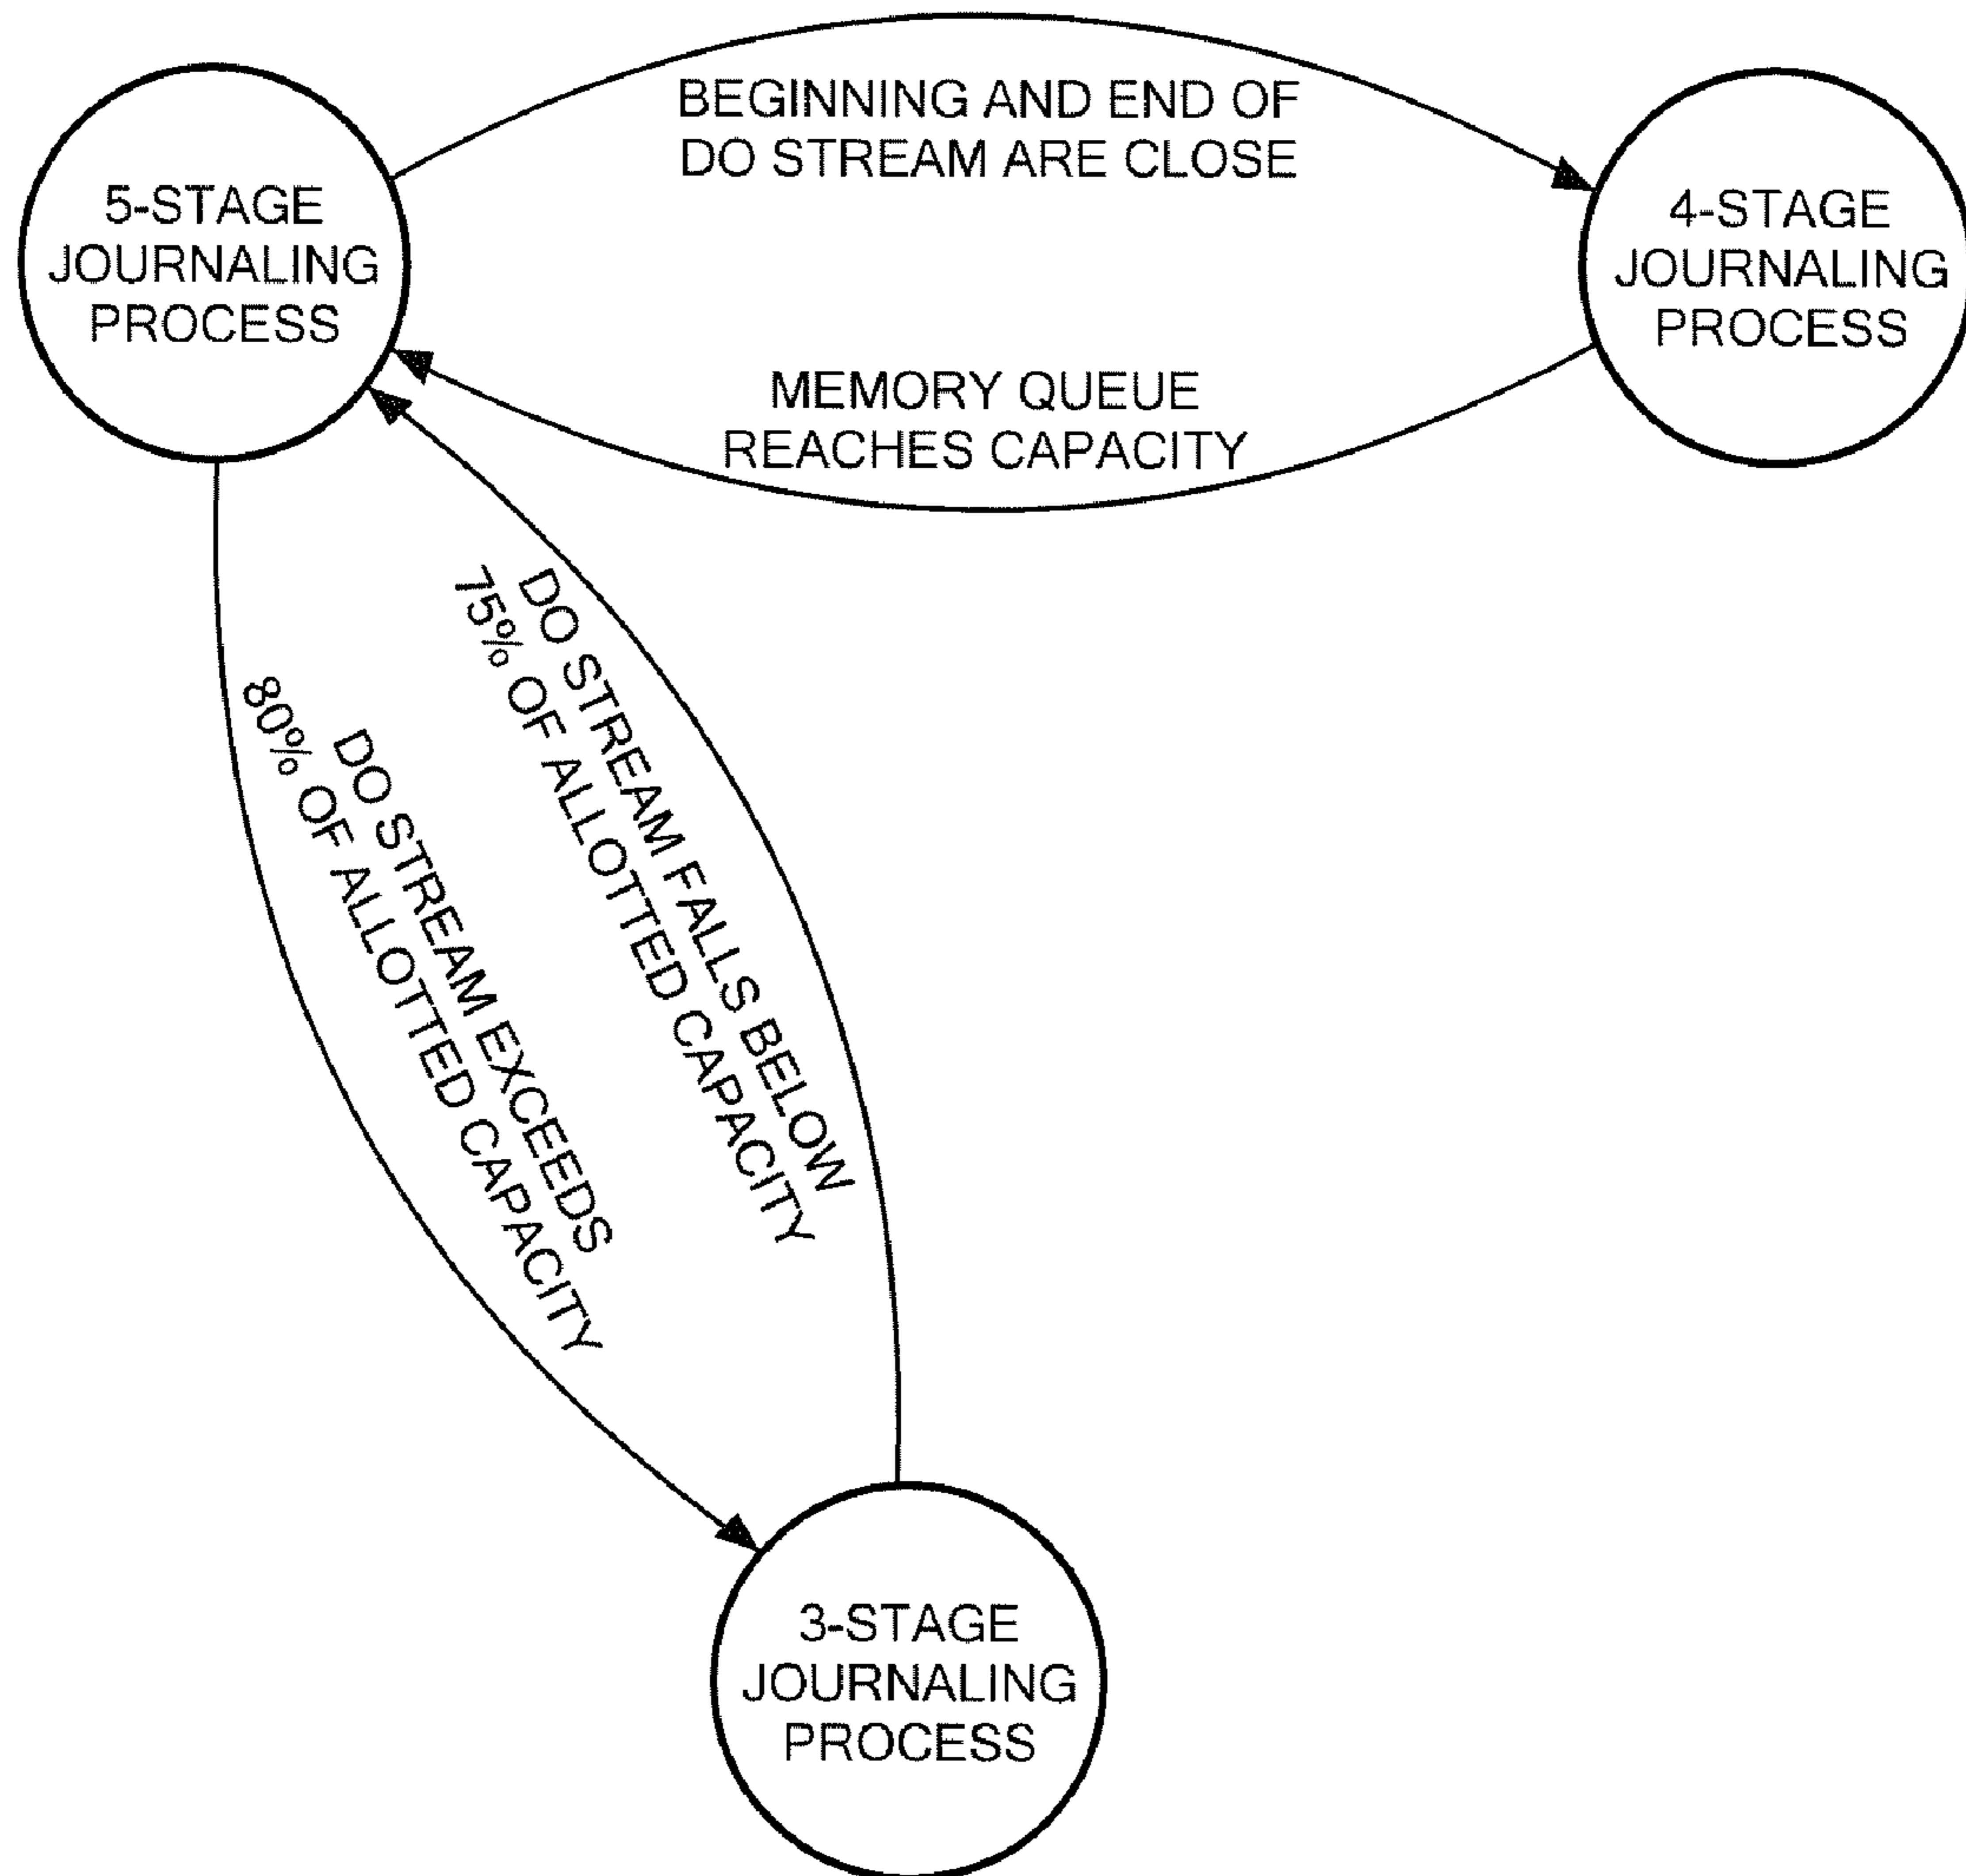 BEGINNING AND END OF
DO STREAM ARE CLOSE
5-STAGE
JOURNALING
PROCESS
4-STAGE
JOURNALING
PROCESS
MEMORY QUEUE
REACHES CAPACITY
DO STREAM FALLS BELOW
75% OF ALLOTTED CAPACITY
DO STREAM EXCEEDS
80% OF ALLOTTED CAPACITY
3-STAGE
JOURNALING
PROCESS